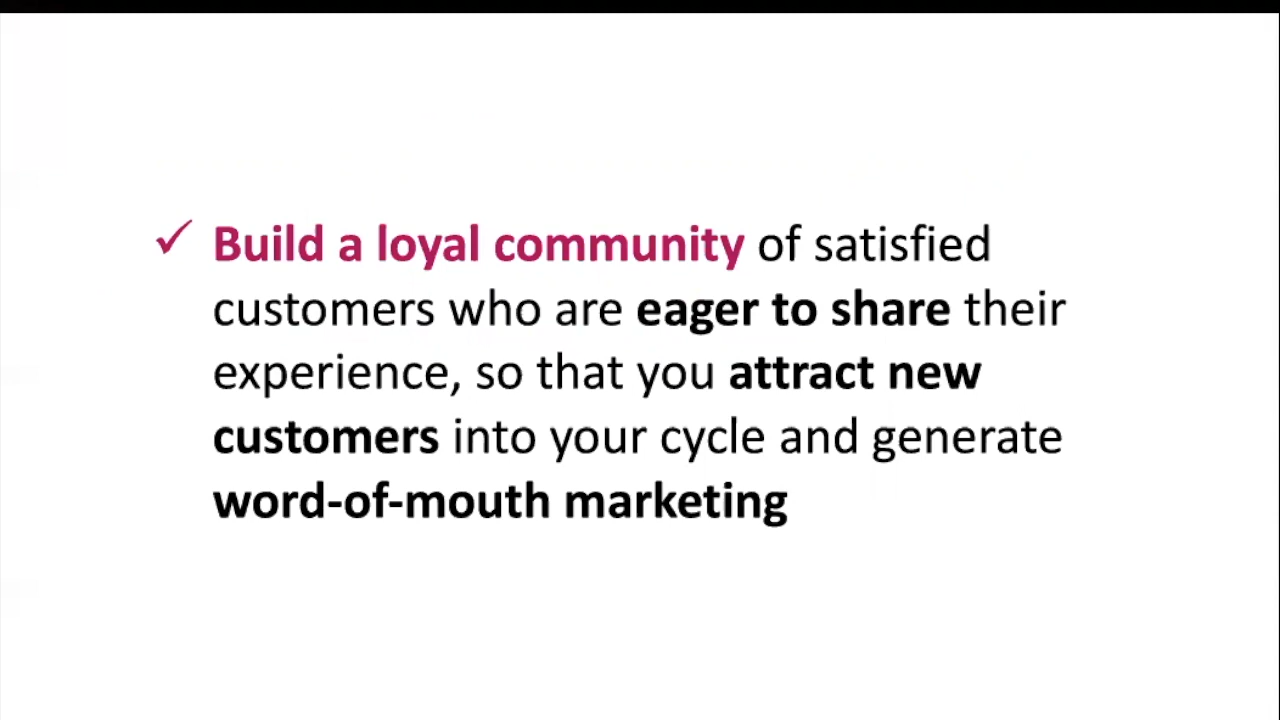 ✓ Build a loyal community of satisfied
customers who are eager to share their
experience, so that you attract new
customers into your cycle and generate
word-of-mouth marketing